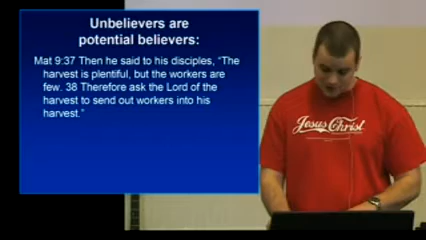 Unbelievers are
potential believers:
Mat 9:37 Then he said to his disciples, “The
harvest is plentiful, but the workers are
few. 38 Therefore ask the Lord of the
harvest to send out workers into his
harvest.”
Jesus Christ